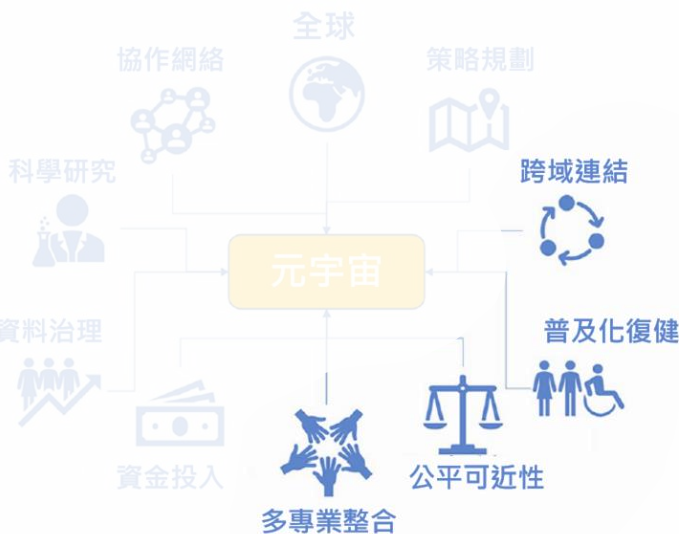 全球
協作網絡
策略規劃
科學研究
跨域連結
元宇宙
資料治理
普及化復健
資金投入
公平可近性
多專業整合